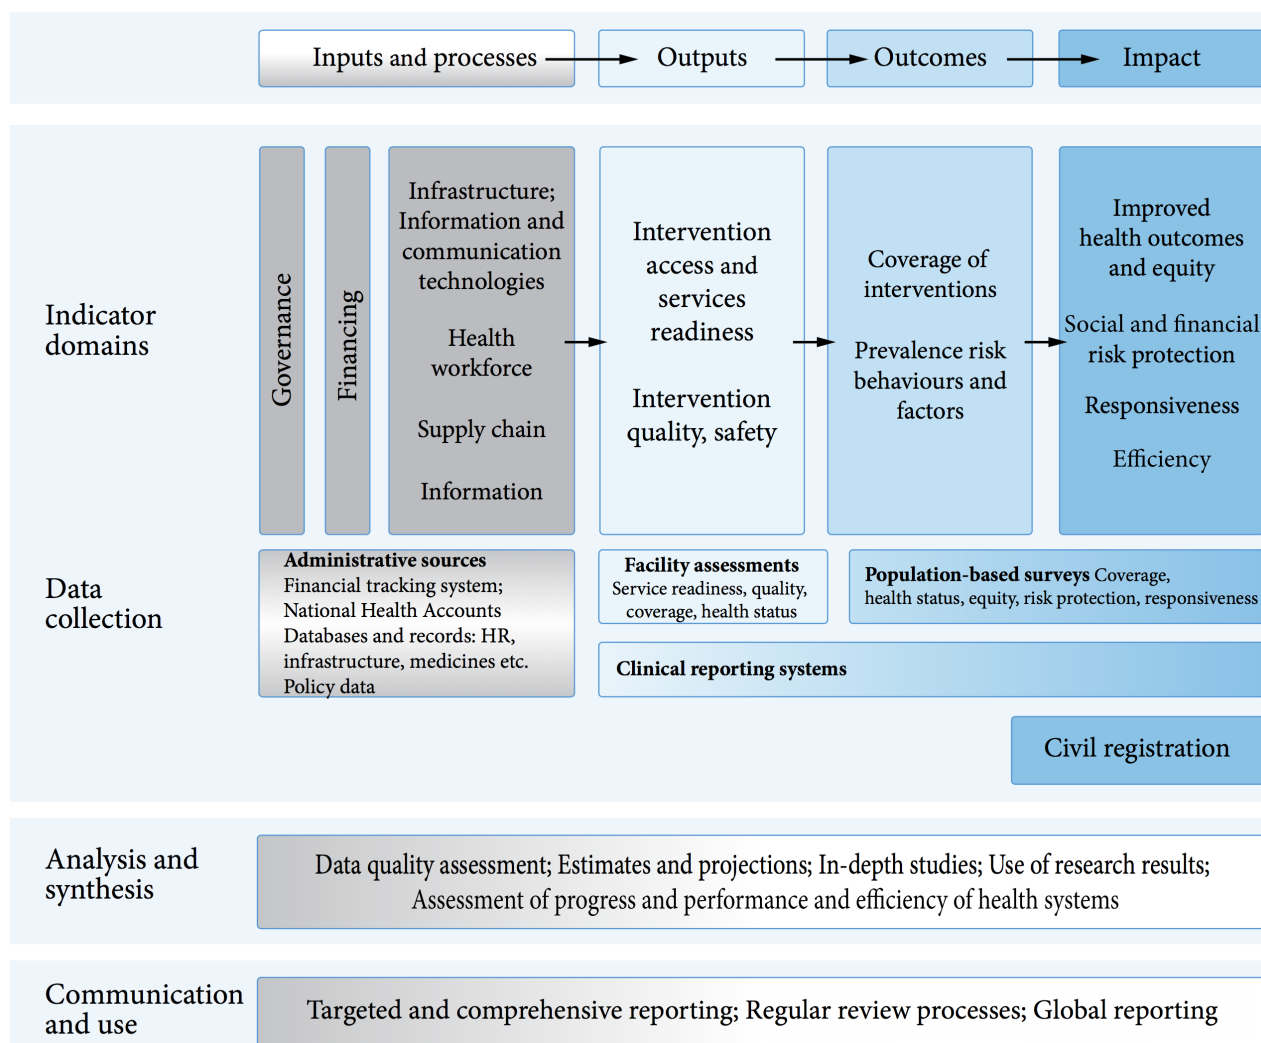 Inputs and processes
Outputs
Outcomes
Impact
Indicator
domains
Governance
Financing
Infrastructure;
Information and
communication
technologies
Health
workforce
Supply chain
Information
Intervention
access and
services
readiness
Intervention
quality, safety
Coverage of
interventions
Prevalence risk
behaviours and
factors
Improved
health outcomes
and equity
Social and financial
risk protection
Responsiveness
Efficiency
Data
collection
Administrative sources
Financial tracking system;
National Health Accounts
Databases and records: HR,
infrastructure, medicines etc.
Policy data
Facility assessments
Service readiness, quality,
coverage, health status
Population-based surveys Coverage,
health status, equity, risk protection, responsiveness
Clinical reporting systems
Civil registration
Analysis and
synthesis
Data quality assessment; Estimates and projections; In-depth studies; Use of research results;
Assessment of progress and performance and efficiency of health systems
Communication
and use
Targeted and comprehensive reporting; Regular review processes; Global reporting